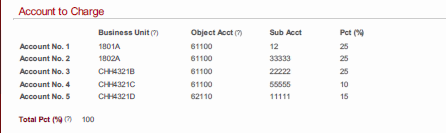 Account to Charge
Business Unit (?) Object Acct (?) Sub Acct Pct (%)
Account No. 1 1801A 61100 12 25
Account No. 2 1802A 61100 33333 25
Account No. 3 CHH4321B 61100 22222 25
Account No. 4 CHH4321C 61100 55555 10
Account No. 5 CHH4321D 62110 11111 15
Total Pct (%) (?) 100